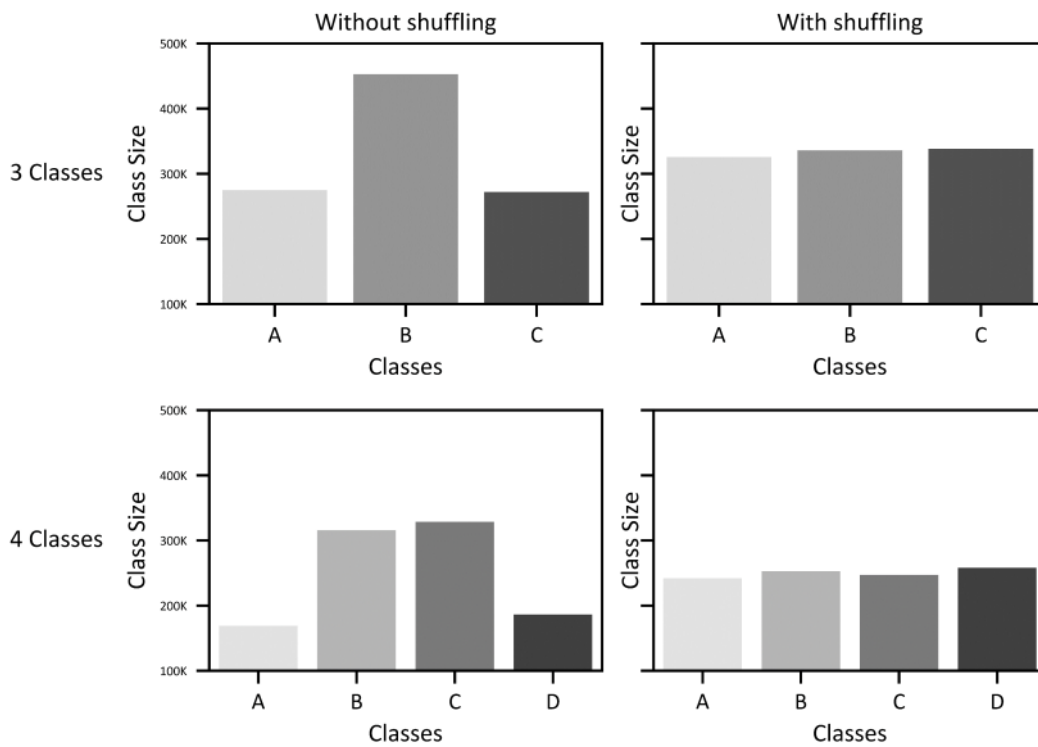 Without shuffling
With shuffling
3 Classes
Class Size
500K
400K
300K
200K
100K
A B C
Classes
Class Size
A B C
Classes
4 Classes
Class Size
500K
400K
300K
200K
100K
A B C D
Classes
Class Size
A B C D
Classes